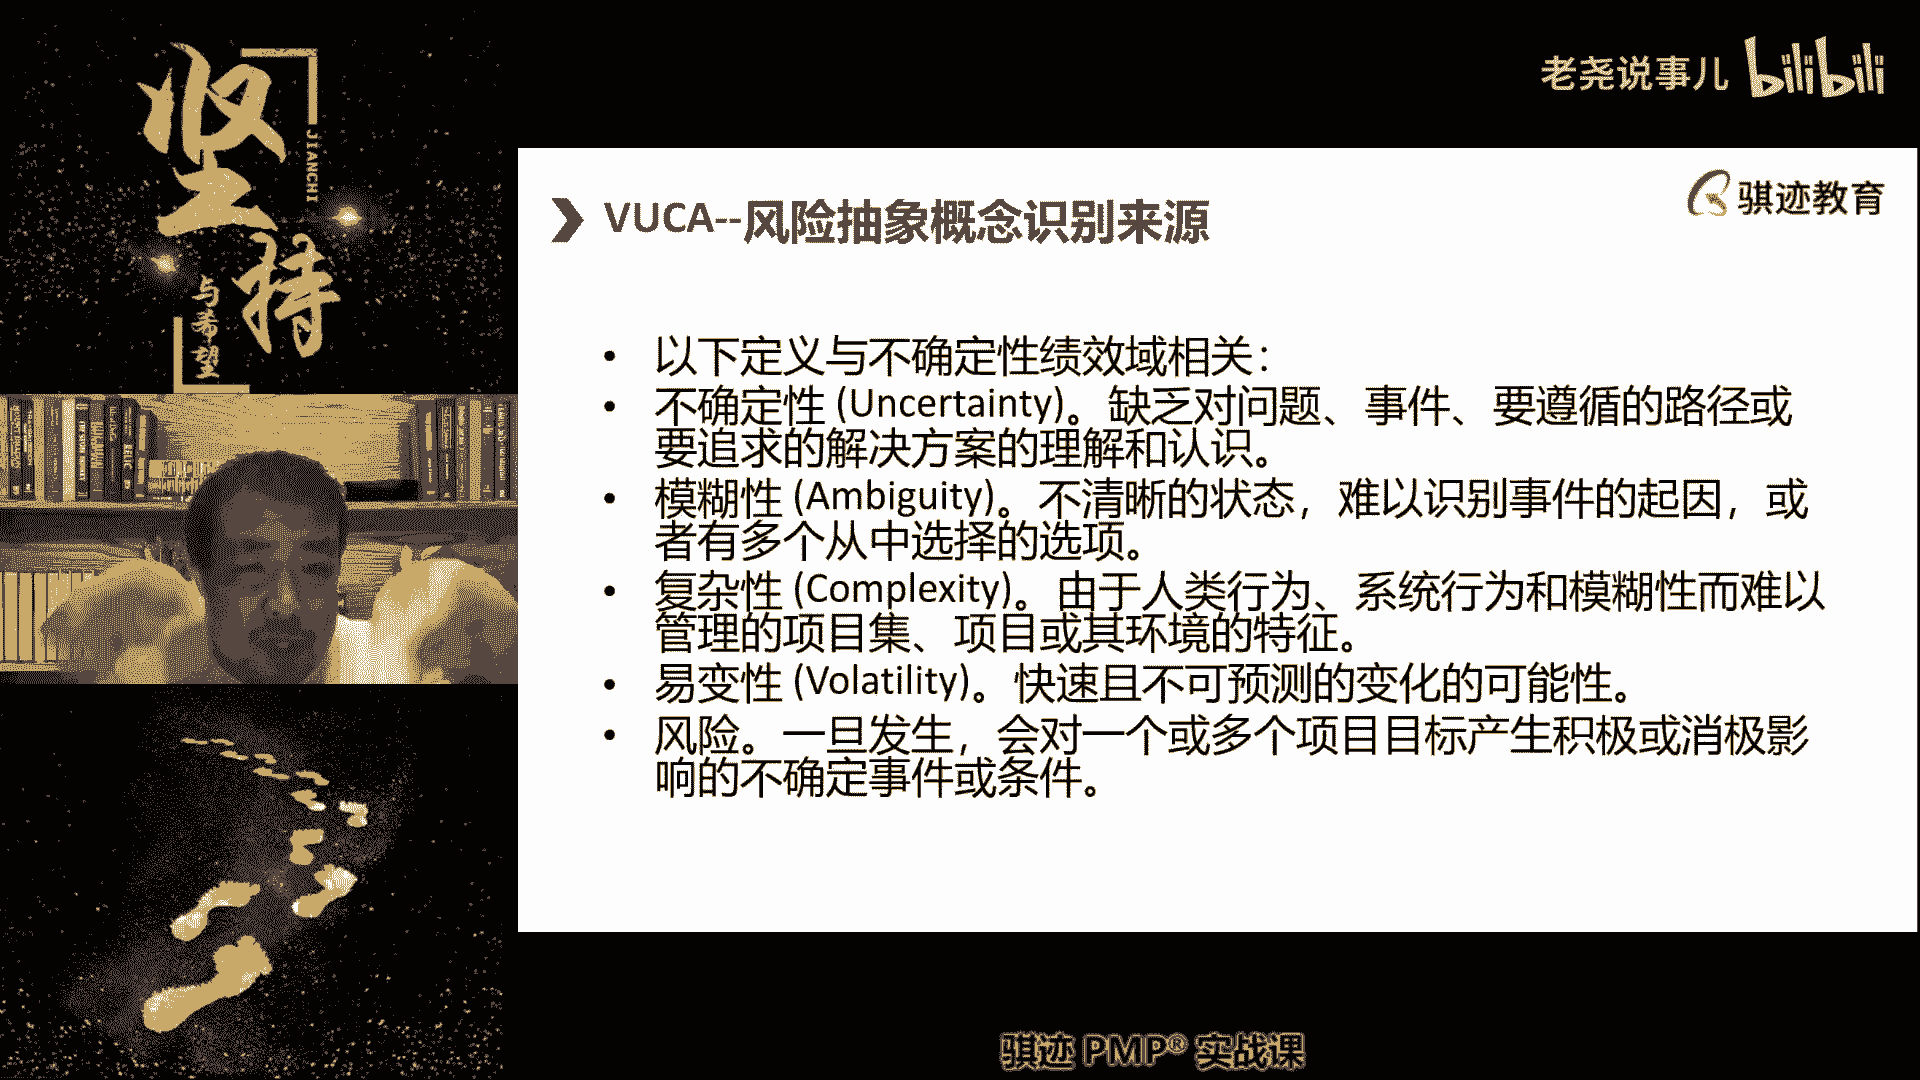 坚持
JIANCHI
与希望
老尧说事儿 bilibili
骐迹教育
VUCA--风险抽象概念识别来源
• 以下定义与不确定性绩效域相关：
• 不确定性 (Uncertainty)。缺乏对问题、事件、要遵循的路径或
要追求的解决方案的理解和认识。
• 模糊性 (Ambiguity)。不清晰的状态，难以识别事件的起因，或
者有多个从中选择的选项。
• 复杂性 (Complexity)。由于人类行为、系统行为和模糊性而难以
管理的项目集、项目或其环境的特征。
• 易变性 (Volatility)。快速且不可预测的变化的可能性。
• 风险。一旦发生，会对一个或多个项目目标产生积极或消极影
响的不确定事件或条件。
骐迹 PMP® 实战课